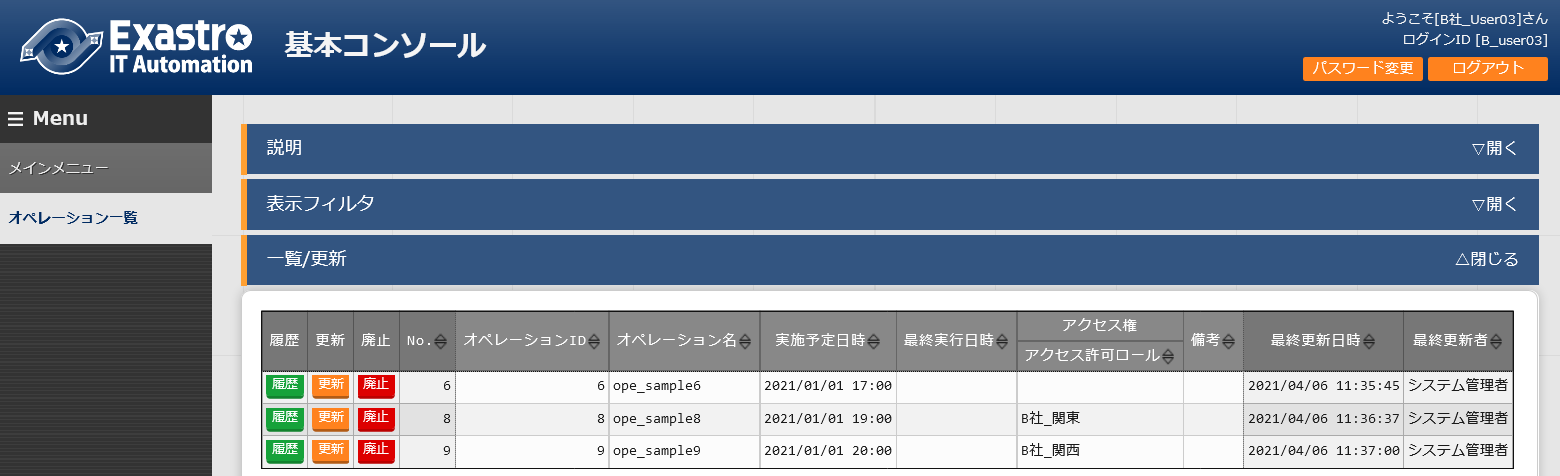 Exastro
IT Automation
基本コンソール
ようこそ[B社_User03]さん
ログインID [B_user03]
パスワード変更 ログアウト
☰ Menu
メインメニュー
オペレーション一覧
説明 ▽開く
表示フィルタ ▽開く
一覧/更新 △閉じる
履歴 更新 廃止 No. オペレーションID オペレーション名 実施予定日時 最終実行日時 アクセス権 備考 最終更新日時 最終更新者
アクセス許可ロール
履歴 更新 廃止 6 6 ope_sample6 2021/01/01 17:00 2021/04/06 11:35:45 システム管理者
履歴 更新 廃止 8 8 ope_sample8 2021/01/01 19:00 B社_関東 2021/04/06 11:36:37 システム管理者
履歴 更新 廃止 9 9 ope_sample9 2021/01/01 20:00 B社_関西 2021/04/06 11:37:00 システム管理者